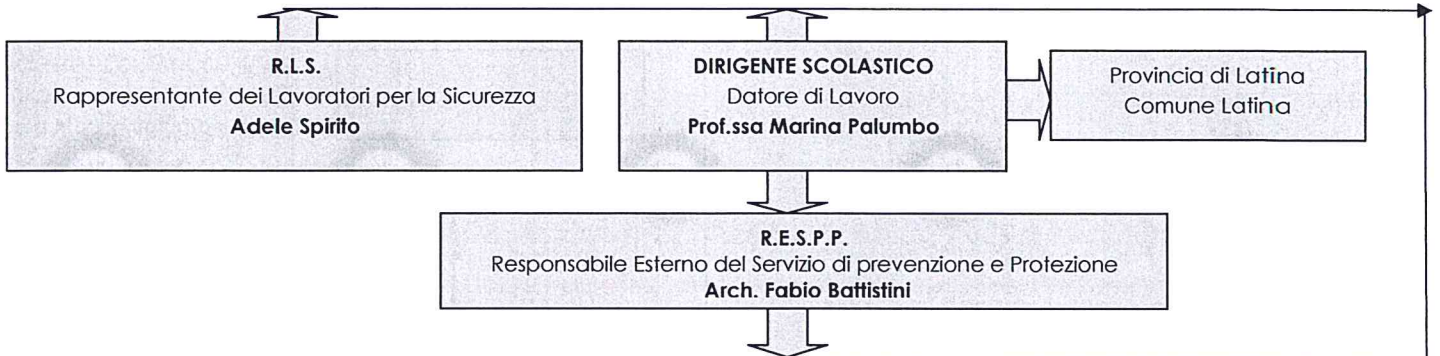 R.L.S.
Rappresentante dei Lavoratori per la Sicurezza
Adele Spirito
DIRIGENTE SCOLASTICO
Datore di Lavoro
Prof.ssa Marina Palumbo
Provincia di Latina
Comune Latina
R.E.S.P.P.
Responsabile Esterno del Servizio di prevenzione e Protezione
Arch. Fabio Battistini